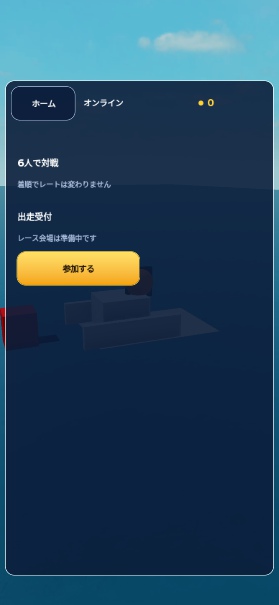 ホーム
オンライン
0
6人で対戦
着順でレートは変わりません
出走受付
レース会場は準備中です
参加する